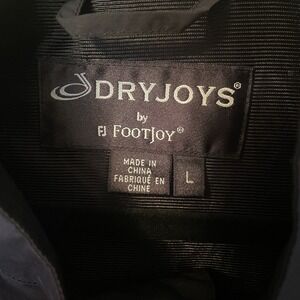 DRYJOYS®
by
FJ FOOTJOY®
MADE IN
CHINA
FABRIQUÉ EN
CHINE
L